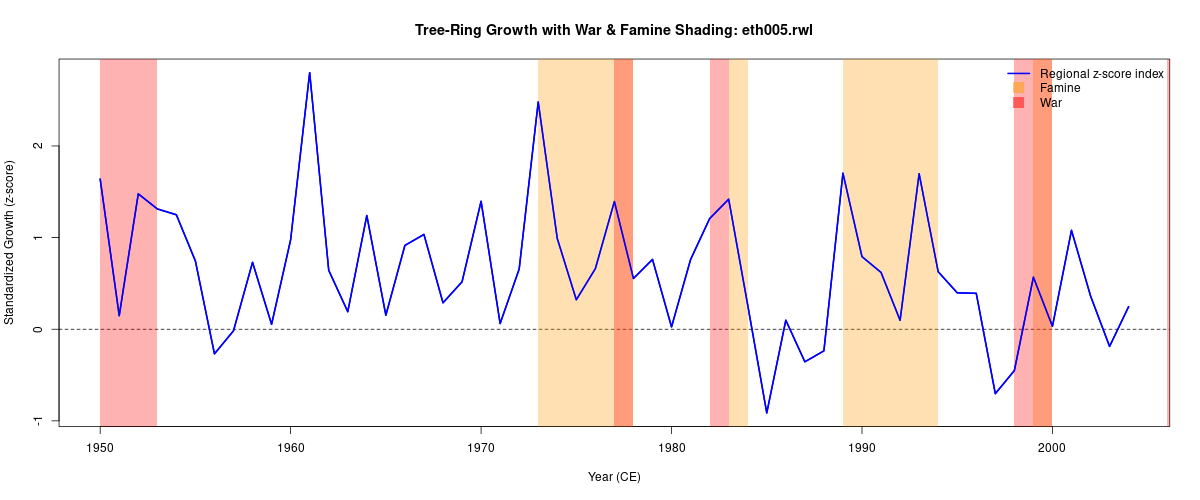 Tree-Ring Growth with War & Famine Shading: eth005.rwl
Regional z-score index
Famine
War
Standardized Growth (z-score)
2
1
0
-1
1950 1960 1970 1980 1990 2000
Year (CE)